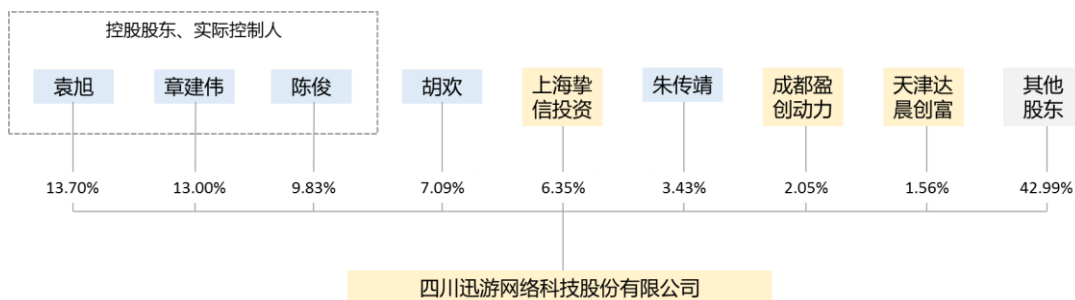 控股股东、实际控制人
袁旭
章建伟
陈俊
胡欢
上海挚
信投资
朱传靖
成都盈
创动力
天津达
晨创富
其他
股东
13.70%
13.00%
9.83%
7.09%
6.35%
3.43%
2.05%
1.56%
42.99%
四川迅游网络科技股份有限公司